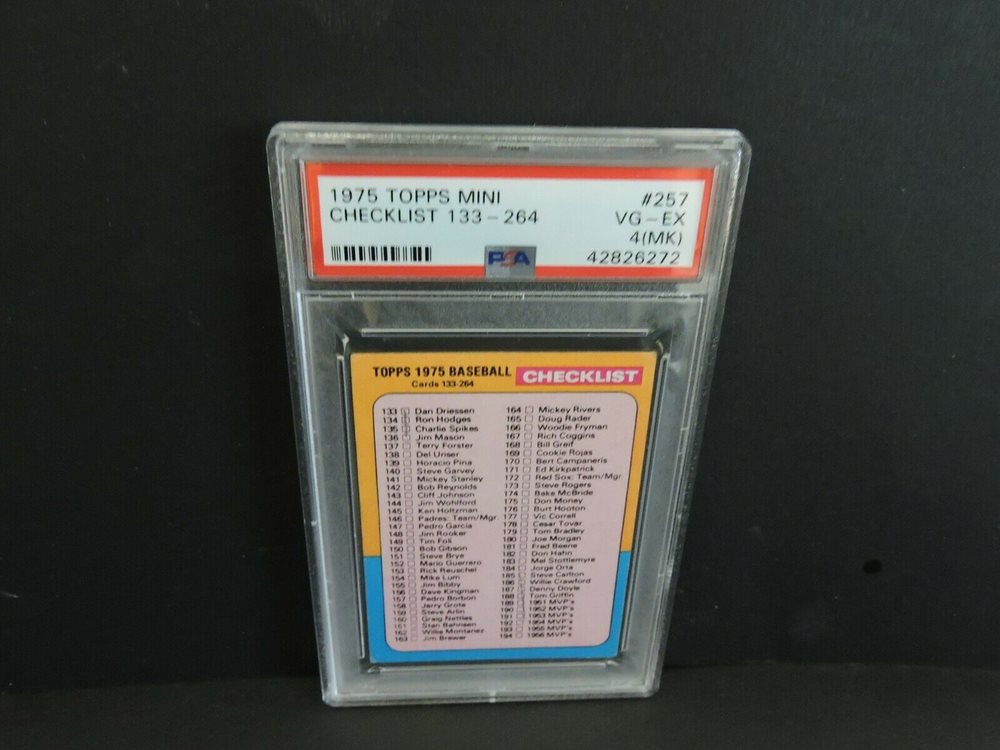 1975 TOPPS MINI #257
CHECKLIST 133-264 VG-EX
4(MK)
PSA 42826272
TOPPS 1975 BASEBALL CHECKLIST
Cards 133-264
133 Dan Driessen
134 Ron Hodges
135 Charlie Spikes
136 Jim Mason
137 Terry Forster
138 Del Unser
139 Horacio Pina
140 Steve Garvey
141 Mickey Stanley
142 Bob Reynolds
143 Cliff Johnson
144 Jim Wohlford
145 Ken Holtzman
146 Padres: Team/Mgr.
147 Pedro Garcia
148 Jim Rooker
149 Tim Foli
150 Bob Gibson
151 Steve Brye
152 Mario Guerrero
153 Rick Reuschel
154 Mike Lum
155 Jim Bibby
156 Dave Kingman
157 Pedro Borbon
158 Jerry Grote
159 Steve Arlin
160 Graig Nettles
161 Stan Bahnsen
162 Willie Montanez
163 Jim Brewer
164 Mickey Rivers
165 Doug Rader
166 Woodie Fryman
167 Rich Coggins
168 Bill Greif
169 Cookie Rojas
170 Bert Campaneris
171 Ed Kirkpatrick
172 Red Sox: Team/Mgr.
173 Steve Rogers
174 Bake McBride
175 Don Money
176 Burt Hooton
177 Vic Correll
178 Cesar Tovar
179 Tom Bradley
180 Joe Morgan
181 Fred Beene
182 Don Hahn
183 Mel Stottlemyre
184 Jorge Orta
185 Steve Carlton
186 Willie Crawford
187 Denny Doyle
188 Tom Griffin
189 1951 MVP's
190 1952 MVP's
191 1953 MVP's
192 1954 MVP's
193 1955 MVP's
194 1956 MVP's